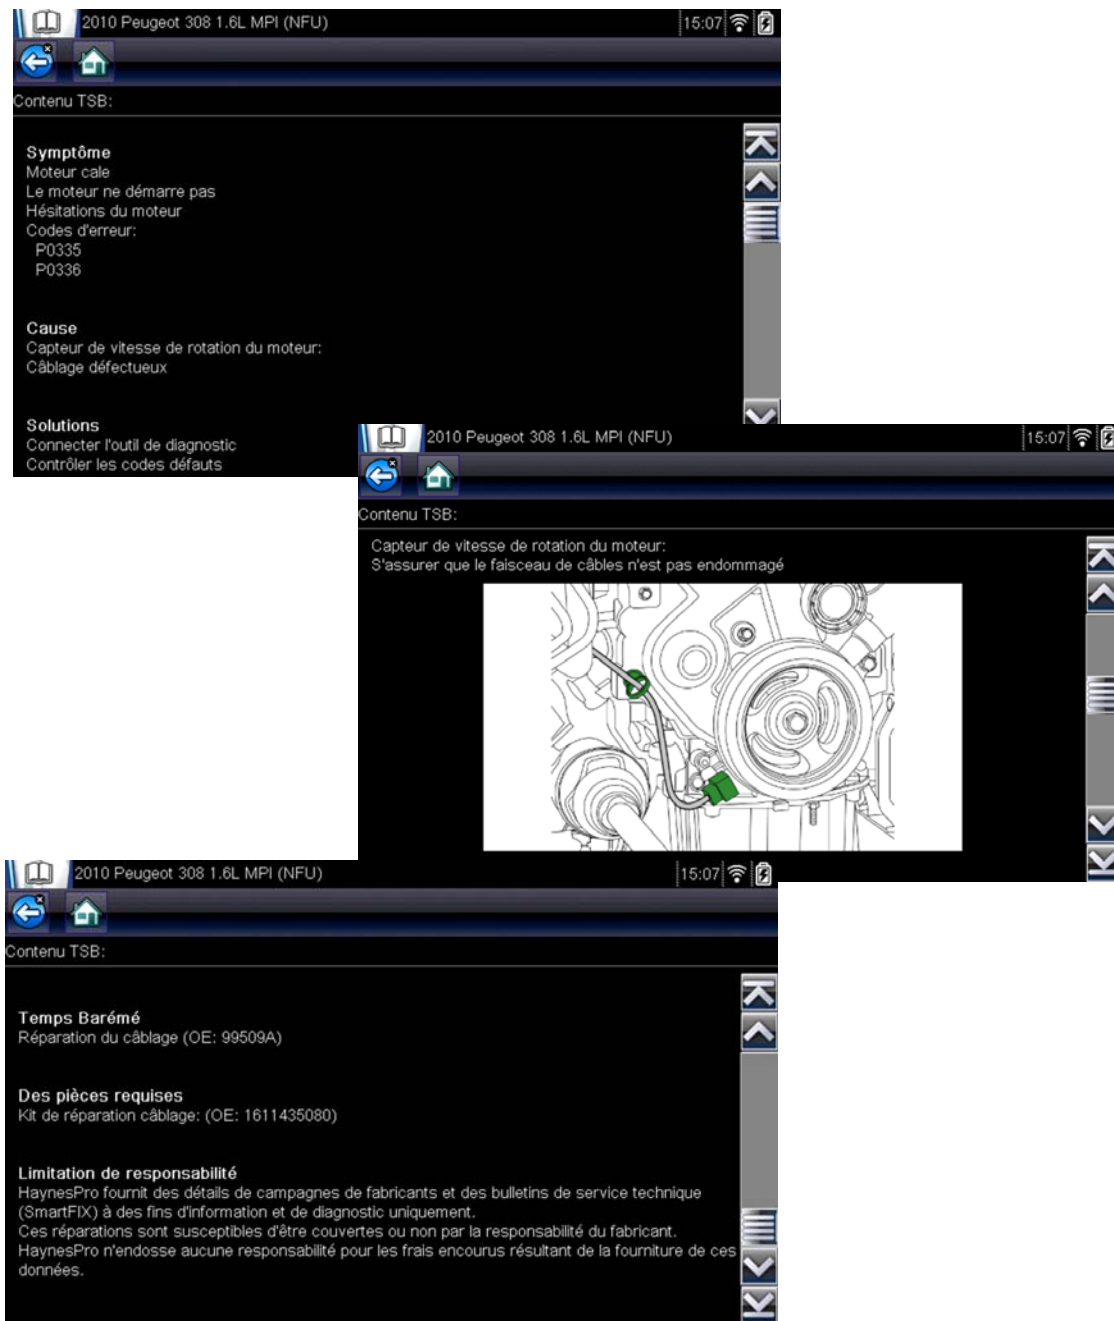 2010 Peugeot 308 1.6L MPI (NFU) 15:07
Contenu TSB:
Symptôme
Moteur cale
Le moteur ne démarre pas
Hésitations du moteur
Codes d'erreur:
P0335
P0336
Cause
Capteur de vitesse de rotation du moteur:
Câblage défectueux
Solutions
Connecter l'outil de diagnostic
Contrôler les codes défauts
2010 Peugeot 308 1.6L MPI (NFU) 15:07
Contenu TSB:
Capteur de vitesse de rotation du moteur:
S'assurer que le faisceau de câbles n'est pas endommagé
2010 Peugeot 308 1.6L MPI (NFU) 15:07
Contenu TSB:
Temps Barémé
Réparation du câblage (OE: 99509A)
Des pièces requises
Kit de réparation câblage: (OE: 1611435080)
Limitation de responsabilité
HaynesPro fournit des détails de campagnes de fabricants et des bulletins de service technique
(SmartFIX) à des fins d'information et de diagnostic uniquement.
Ces réparations sont susceptibles d'être couvertes ou non par la responsabilité du fabricant.
HaynesPro n'endosse aucune responsabilité pour les frais encourus résultant de la fourniture de ces
données.